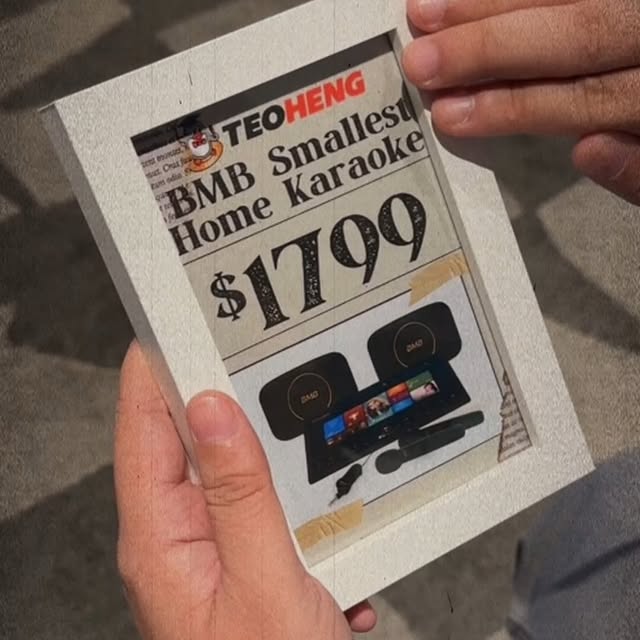 TEOHENG
BMB Smallest
Home Karaoke
$1799
BMB
BMB